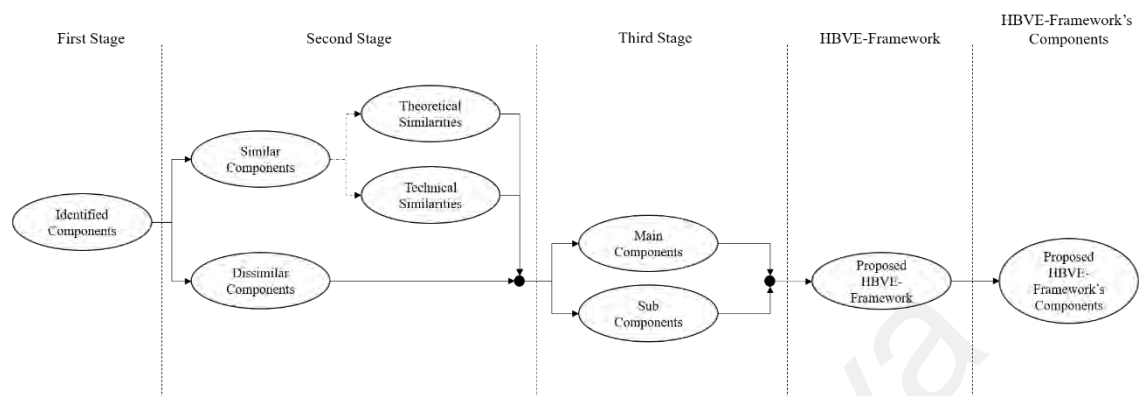 First Stage
Second Stage
Third Stage
HBVE-Framework
HBVE-Framework's
Components
Identified
Components
Similar
Components
Dissimilar
Components
Theoretical
Similarities
Technical
Similarities
Main
Components
Sub
Components
Proposed
HBVE-
Framework
Proposed
HBVE-
Framework's
Components